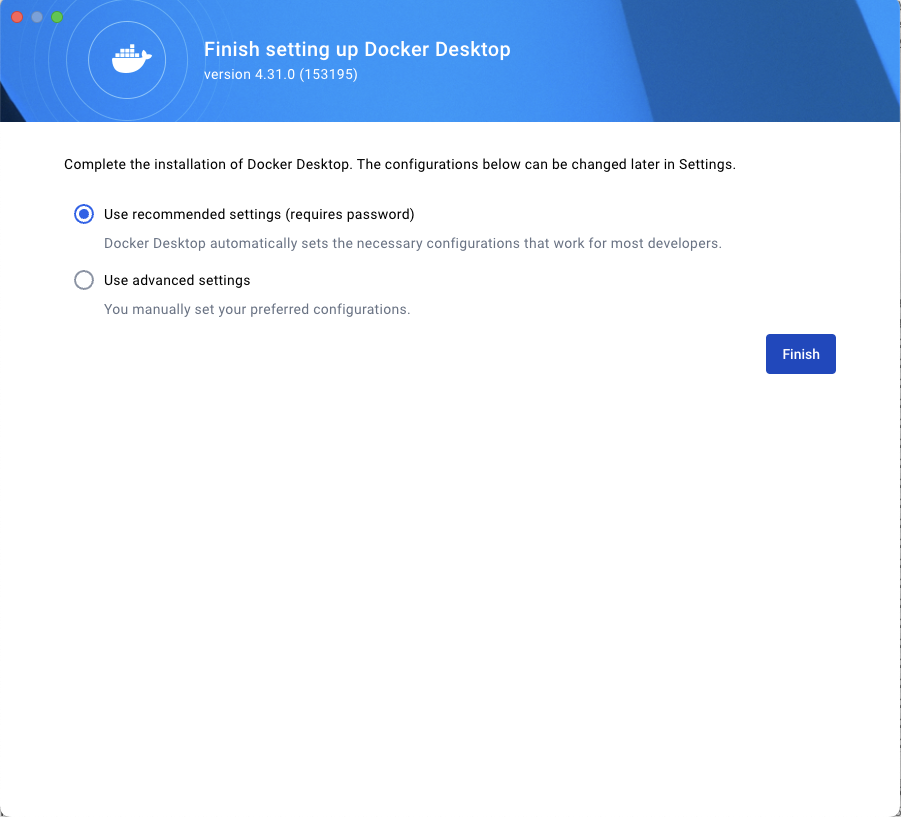 Finish setting up Docker Desktop
version 4.31.0 (153195)
Complete the installation of Docker Desktop. The configurations below can be changed later in Settings.
Use recommended settings (requires password)
Docker Desktop automatically sets the necessary configurations that work for most developers.
Use advanced settings
You manually set your preferred configurations.
Finish